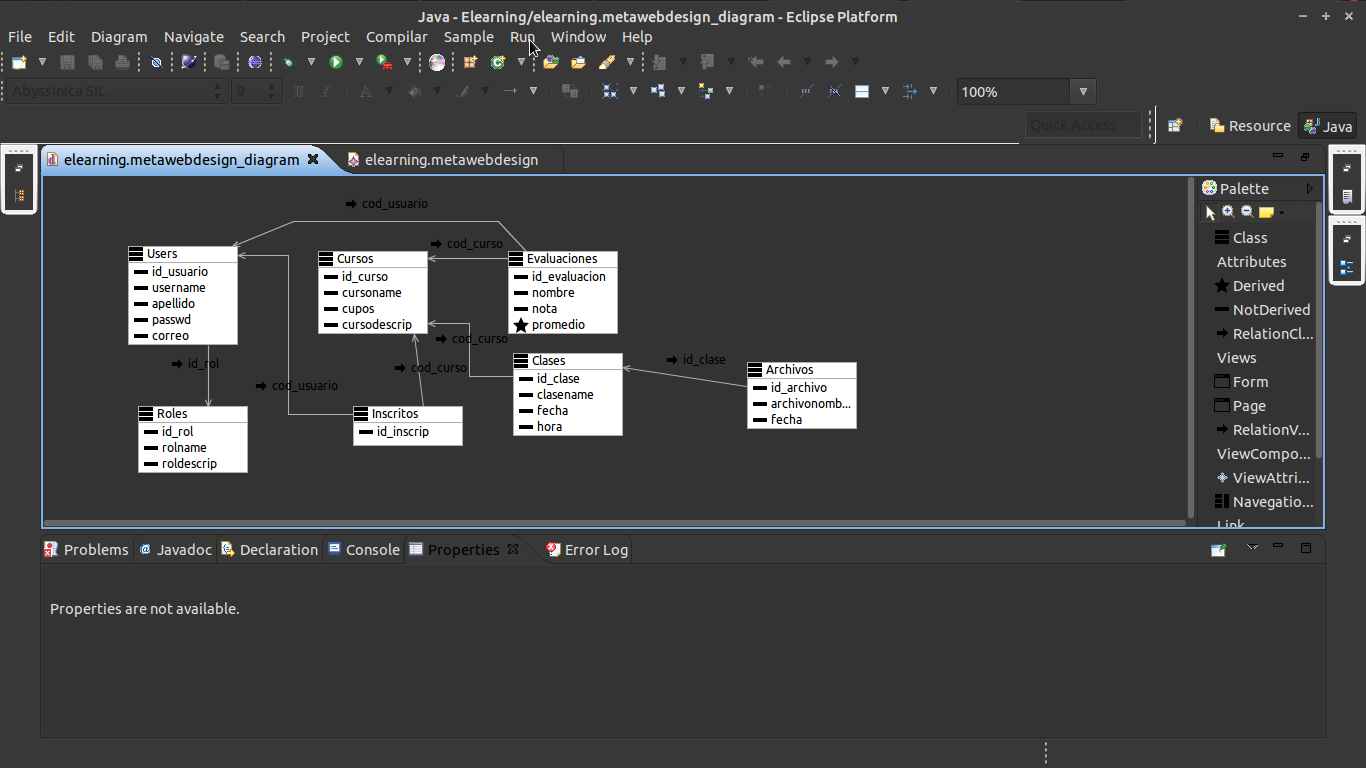 Java - Elearning/elearning.metawebdesign_diagram - Eclipse Platform
File Edit Diagram Navigate Search Project Compilar Sample Run Window Help
Abyssinica SIL 9 B I A 100%
Quick Access Resource Java
elearning.metawebdesign_diagram elearning.metawebdesign
cod_usuario
cod_curso
Users
id_usuario
username
apellido
passwd
correo
Cursos
id_curso
cursoname
cupos
cursodescrip
Evaluaciones
id_evaluacion
nombre
nota
promedio
cod_curso
id_rol
cod_curso
id_clase
cod_usuario
Clases
id_clase
clasename
fecha
hora
Archivos
id_archivo
archivonomb...
fecha
Roles
id_rol
rolname
roldescrip
Inscritos
id_inscrip
Palette
Class
Attributes
Derived
NotDerived
RelationCl...
Views
Form
Page
RelationV...
ViewCompo...
ViewAttri...
Navegatio...
Link
Problems Javadoc Declaration Console Properties Error Log
Properties are not available.